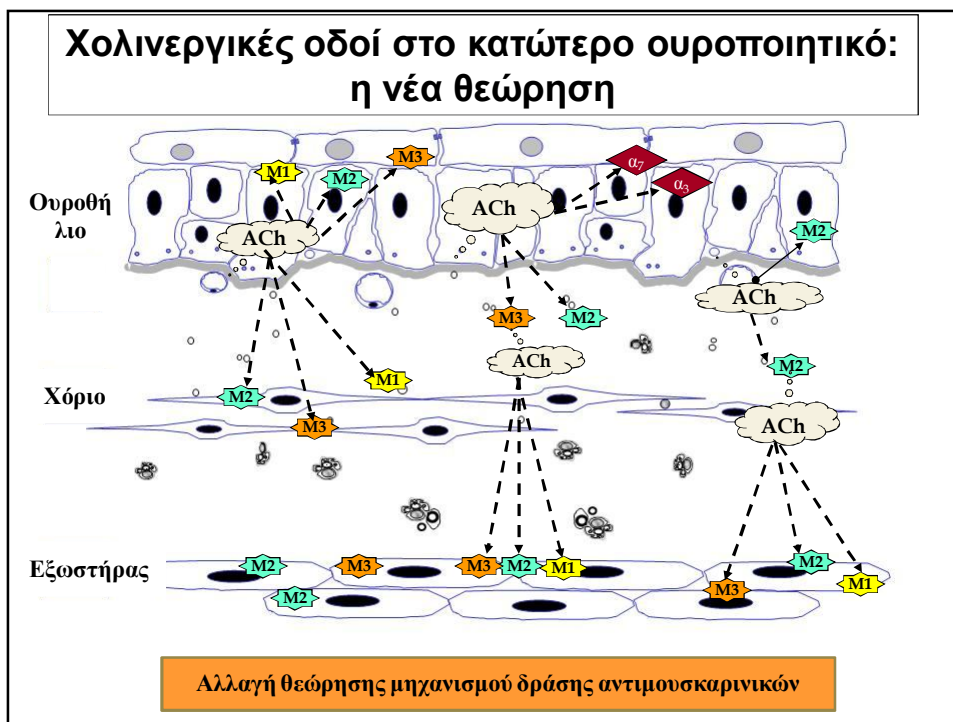 Χολινεργικές οδοί στο κατώτερο ουροποιητικό:
η νέα θεώρηση
M3
α7
M1
M2
α3
Ουροθή
λιο
ACh
ACh
M2
ACh
M3
M2
ACh
M2
M1
Χόριο
M2
M3
ACh
Εξωστήρας
M2
M3
M3
M2
M1
M2
M1
M3
M2
Αλλαγή θεώρησης μηχανισμού δράσης αντιμουσκαρινικών